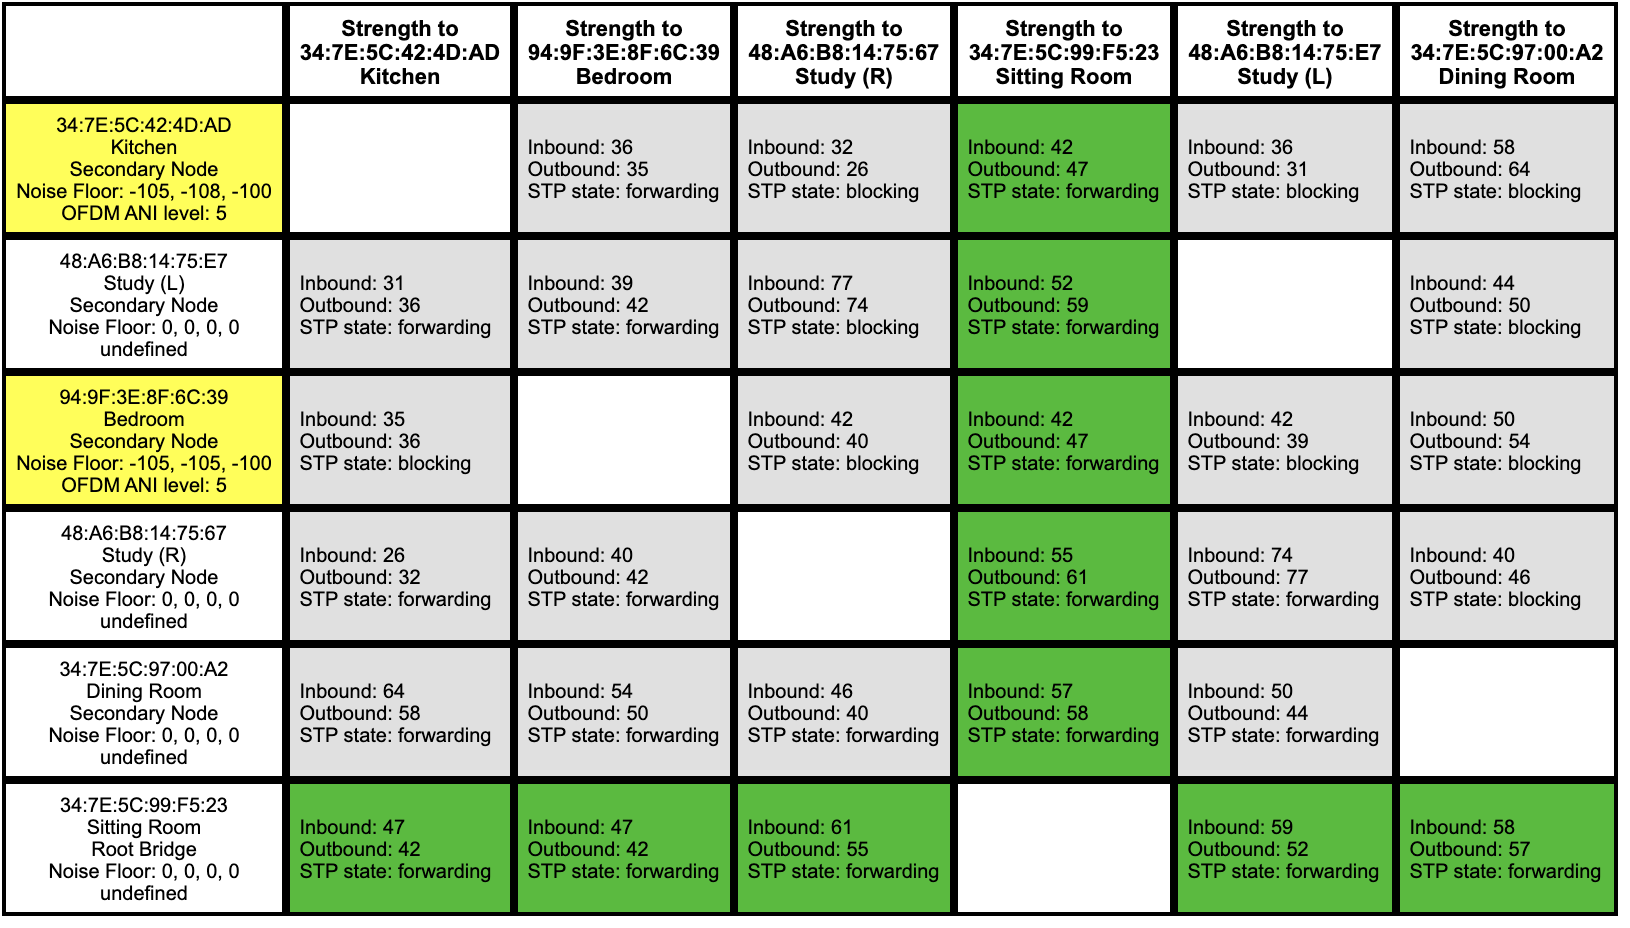 Strength to
34:7E:5C:42:4D:AD
Kitchen
Strength to
94:9F:3E:8F:6C:39
Bedroom
Strength to
48:A6:B8:14:75:67
Study (R)
Strength to
34:7E:5C:99:F5:23
Sitting Room
Strength to
48:A6:B8:14:75:E7
Study (L)
Strength to
34:7E:5C:97:00:A2
Dining Room
34:7E:5C:42:4D:AD
Kitchen
Secondary Node
Noise Floor: -105, -108, -100
OFDM ANI level: 5
Inbound: 36
Outbound: 35
STP state: forwarding
Inbound: 32
Outbound: 26
STP state: blocking
Inbound: 42
Outbound: 47
STP state: forwarding
Inbound: 36
Outbound: 31
STP state: blocking
Inbound: 58
Outbound: 64
STP state: blocking
48:A6:B8:14:75:E7
Study (L)
Secondary Node
Noise Floor: 0, 0, 0, 0
undefined
Inbound: 31
Outbound: 36
STP state: forwarding
Inbound: 39
Outbound: 42
STP state: forwarding
Inbound: 77
Outbound: 74
STP state: blocking
Inbound: 52
Outbound: 59
STP state: forwarding
Inbound: 44
Outbound: 50
STP state: blocking
94:9F:3E:8F:6C:39
Bedroom
Secondary Node
Noise Floor: -105, -105, -100
OFDM ANI level: 5
Inbound: 35
Outbound: 36
STP state: blocking
Inbound: 42
Outbound: 40
STP state: blocking
Inbound: 42
Outbound: 47
STP state: forwarding
Inbound: 42
Outbound: 39
STP state: blocking
Inbound: 50
Outbound: 54
STP state: blocking
48:A6:B8:14:75:67
Study (R)
Secondary Node
Noise Floor: 0, 0, 0, 0
undefined
Inbound: 26
Outbound: 32
STP state: forwarding
Inbound: 40
Outbound: 42
STP state: forwarding
Inbound: 55
Outbound: 61
STP state: forwarding
Inbound: 74
Outbound: 77
STP state: forwarding
Inbound: 40
Outbound: 46
STP state: blocking
34:7E:5C:97:00:A2
Dining Room
Secondary Node
Noise Floor: 0, 0, 0, 0
undefined
Inbound: 64
Outbound: 58
STP state: forwarding
Inbound: 54
Outbound: 50
STP state: forwarding
Inbound: 46
Outbound: 40
STP state: forwarding
Inbound: 57
Outbound: 58
STP state: forwarding
Inbound: 50
Outbound: 44
STP state: forwarding
34:7E:5C:99:F5:23
Sitting Room
Root Bridge
Noise Floor: 0, 0, 0, 0
undefined
Inbound: 47
Outbound: 42
STP state: forwarding
Inbound: 47
Outbound: 42
STP state: forwarding
Inbound: 61
Outbound: 55
STP state: forwarding
Inbound: 59
Outbound: 52
STP state: forwarding
Inbound: 58
Outbound: 57
STP state: forwarding